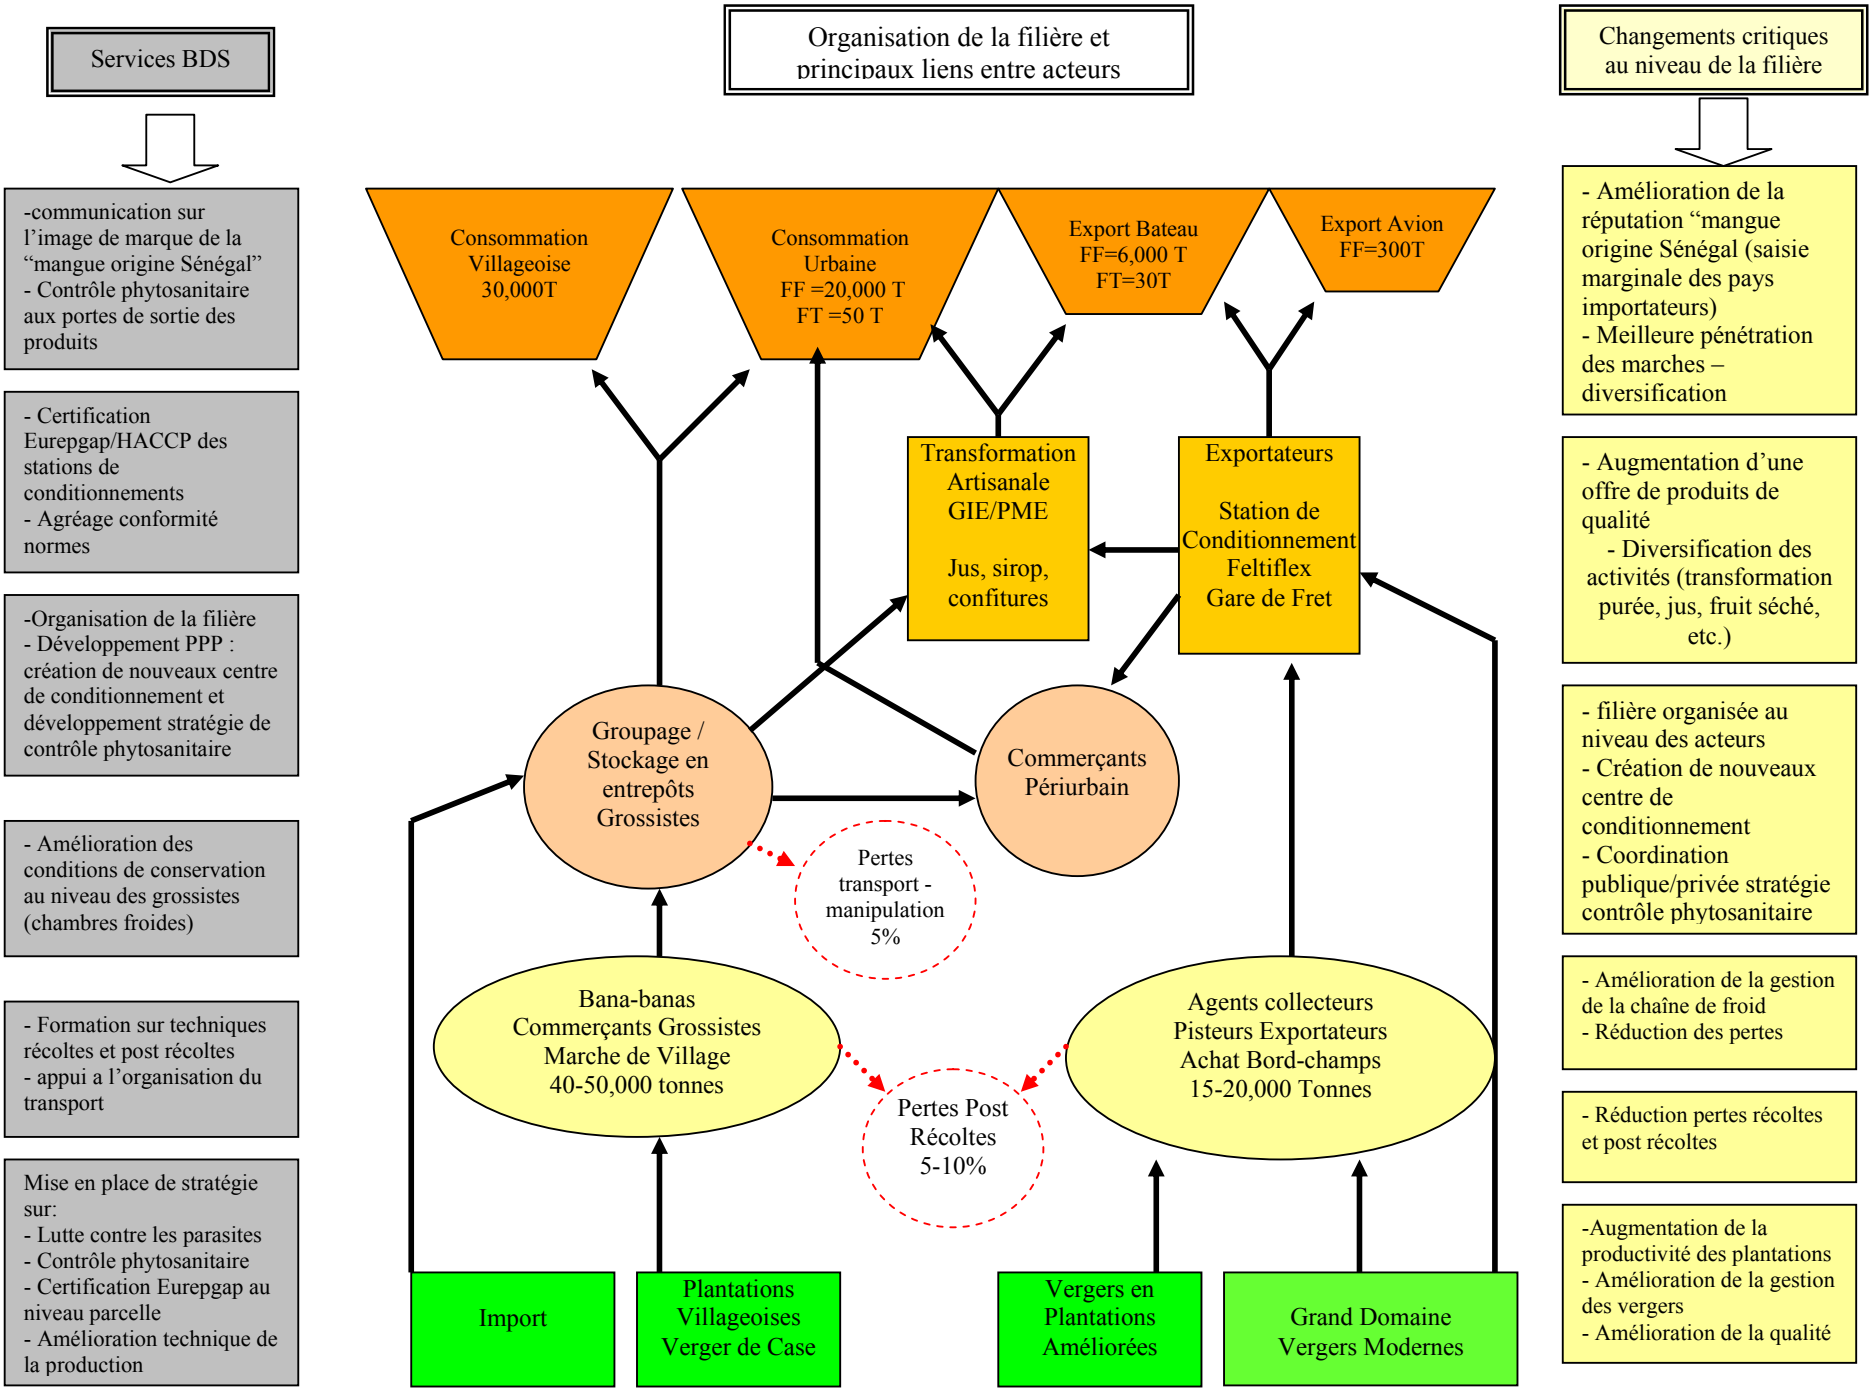 Services BDS
-communication sur
l’image de marque de la
“mangue origine Sénégal”
- Contrôle phytosanitaire
aux portes de sortie des
produits
- Certification
Eurepgap/HACCP des
stations de
conditionnements
- Agréage conformité
normes
-Organisation de la filière
- Développement PPP :
création de nouveaux centre
de conditionnement et
développement stratégie de
contrôle phytosanitaire
- Amélioration des
conditions de conservation
au niveau des grossistes
(chambres froides)
- Formation sur techniques
récoltes et post récoltes
- appui a l’organisation du
transport
Mise en place de stratégie
sur:
- Lutte contre les parasites
- Contrôle phytosanitaire
- Certification Eurepgap au
niveau parcelle
- Amélioration technique de
la production
Organisation de la filière et
principaux liens entre acteurs
Consommation
Villageoise
30,000T
Consommation
Urbaine
FF =20,000 T
FT =50 T
Export Bateau
FF=6,000 T
FT=30T
Export Avion
FF=300T
Transformation
Artisanale
GIE/PME
Jus, sirop,
confitures
Exportateurs
Station de
Conditionnement
Feltiflex
Gare de Fret
Groupage /
Stockage en
entrepôts
Grossistes
Commerçants
Périurbain
Pertes
transport -
manipulation
5%
Bana-banas
Commerçants Grossistes
Marche de Village
40-50,000 tonnes
Agents collecteurs
Pisteurs Exportateurs
Achat Bord-champs
15-20,000 Tonnes
Pertes Post
Récoltes
5-10%
Import
Plantations
Villageoises
Verger de Case
Vergers en
Plantations
Améliorées
Grand Domaine
Vergers Modernes
Changements critiques
au niveau de la filière
- Amélioration de la
réputation “mangue
origine Sénégal (saisie
marginale des pays
importateurs)
- Meilleure pénétration
des marches –
diversification
- Augmentation d’une
offre de produits de
qualité
- Diversification des
activités (transformation
purée, jus, fruit séché,
etc.)
- filière organisée au
niveau des acteurs
- Création de nouveaux
centre de
conditionnement
- Coordination
publique/privée stratégie
contrôle phytosanitaire
- Amélioration de la gestion
de la chaîne de froid
- Réduction des pertes
- Réduction pertes récoltes
et post récoltes
-Augmentation de la
productivité des plantations
- Amélioration de la gestion
des vergers
- Amélioration de la qualité